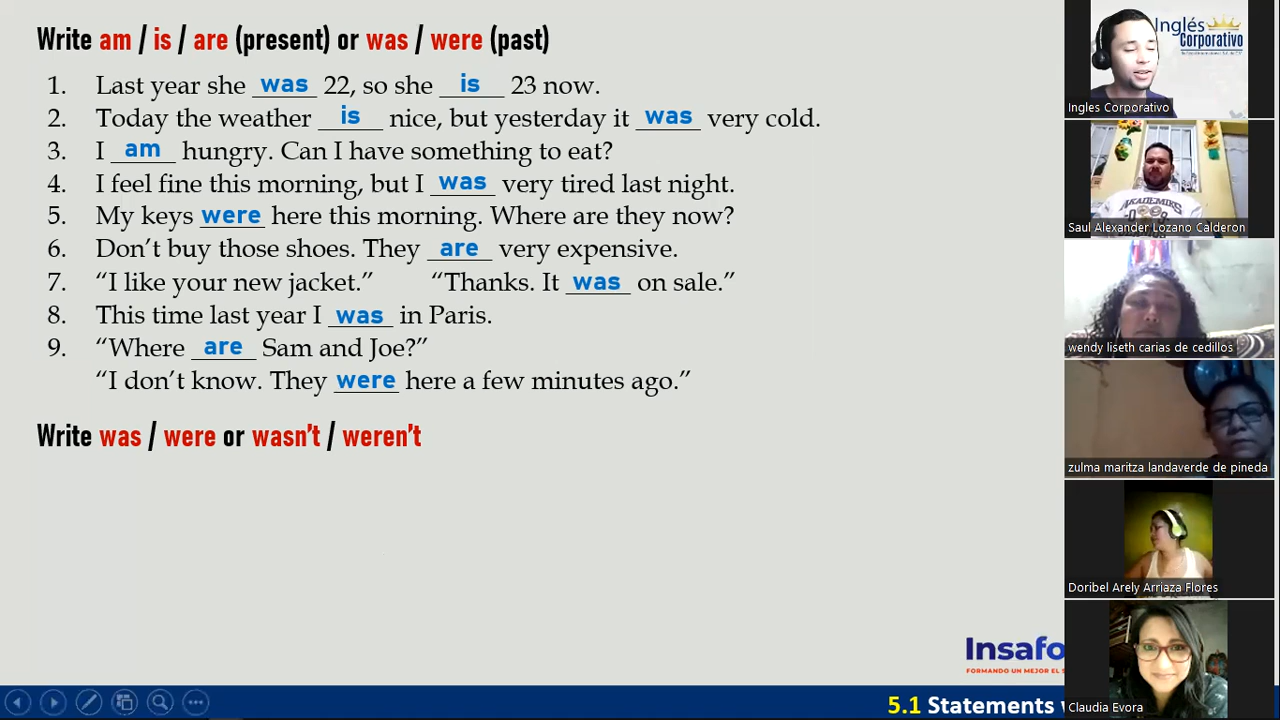 Write am / is / are (present) or was / were (past)
1. Last year she was 22, so she is 23 now.
2. Today the weather is nice, but yesterday it was very cold.
3. I am hungry. Can I have something to eat?
4. I feel fine this morning, but I was very tired last night.
5. My keys were here this morning. Where are they now?
6. Don’t buy those shoes. They are very expensive.
7. “I like your new jacket.” “Thanks. It was on sale.”
8. This time last year I was in Paris.
9. “Where are Sam and Joe?”
“I don’t know. They were here a few minutes ago.”
Write was / were or wasn’t / weren’t
Insafo
FORMANDO UN MEJOR EL S
5.1 Statements w
Inglés
Corporativo
Ingles Corporativo
AKADEMIKS
Saul Alexander Lozano Calderon
wendy liseth carias de cedillos
zulma maritza landaverde de pineda
Doribel Arely Arriaza Flores
Claudia Evora